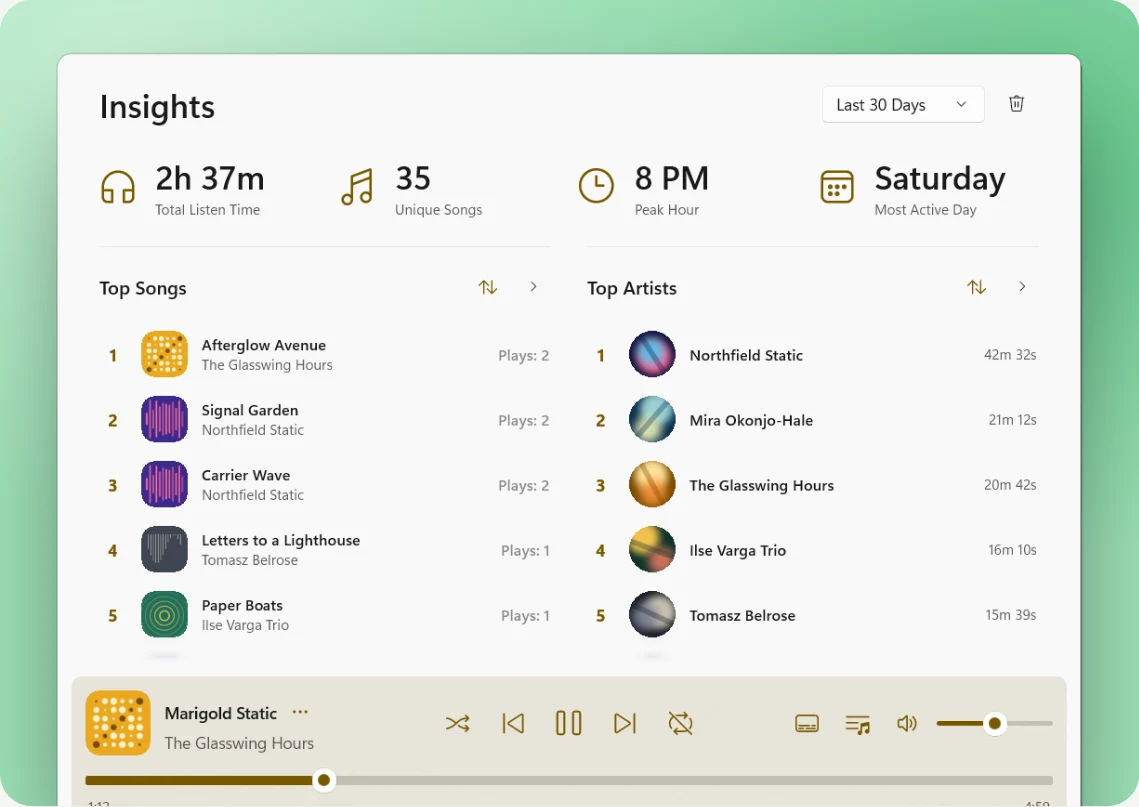 Insights
Last 30 Days
2h 37m
Total Listen Time
35
Unique Songs
8 PM
Peak Hour
Saturday
Most Active Day
Top Songs
1
Afterglow Avenue
The Glasswing Hours
Plays: 2
2
Signal Garden
Northfield Static
Plays: 2
3
Carrier Wave
Northfield Static
Plays: 2
4
Letters to a Lighthouse
Tomasz Belrose
Plays: 1
5
Paper Boats
Ilse Varga Trio
Plays: 1
Top Artists
1
Northfield Static
42m 32s
2
Mira Okonjo-Hale
21m 12s
3
The Glasswing Hours
20m 42s
4
Ilse Varga Trio
16m 10s
5
Tomasz Belrose
15m 39s
Marigold Static
The Glasswing Hours